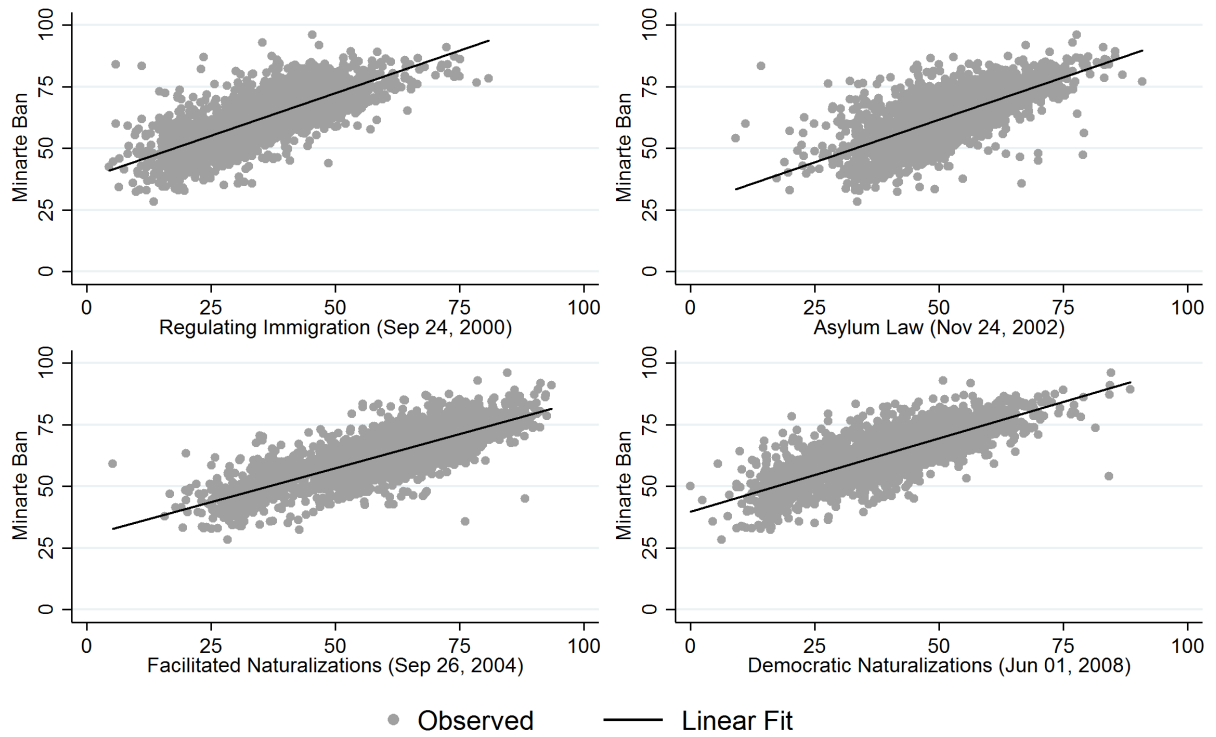 100
75
50
25
0
Minarte Ban
0 25 50 75 100
Regulating Immigration (Sep 24, 2000)
100
75
50
25
0
Minarte Ban
0 25 50 75 100
Asylum Law (Nov 24, 2002)
100
75
50
25
0
Minarte Ban
0 25 50 75 100
Facilitated Naturalizations (Sep 26, 2004)
100
75
50
25
0
Minarte Ban
0 25 50 75 100
Democratic Naturalizations (Jun 01, 2008)
Observed Linear Fit